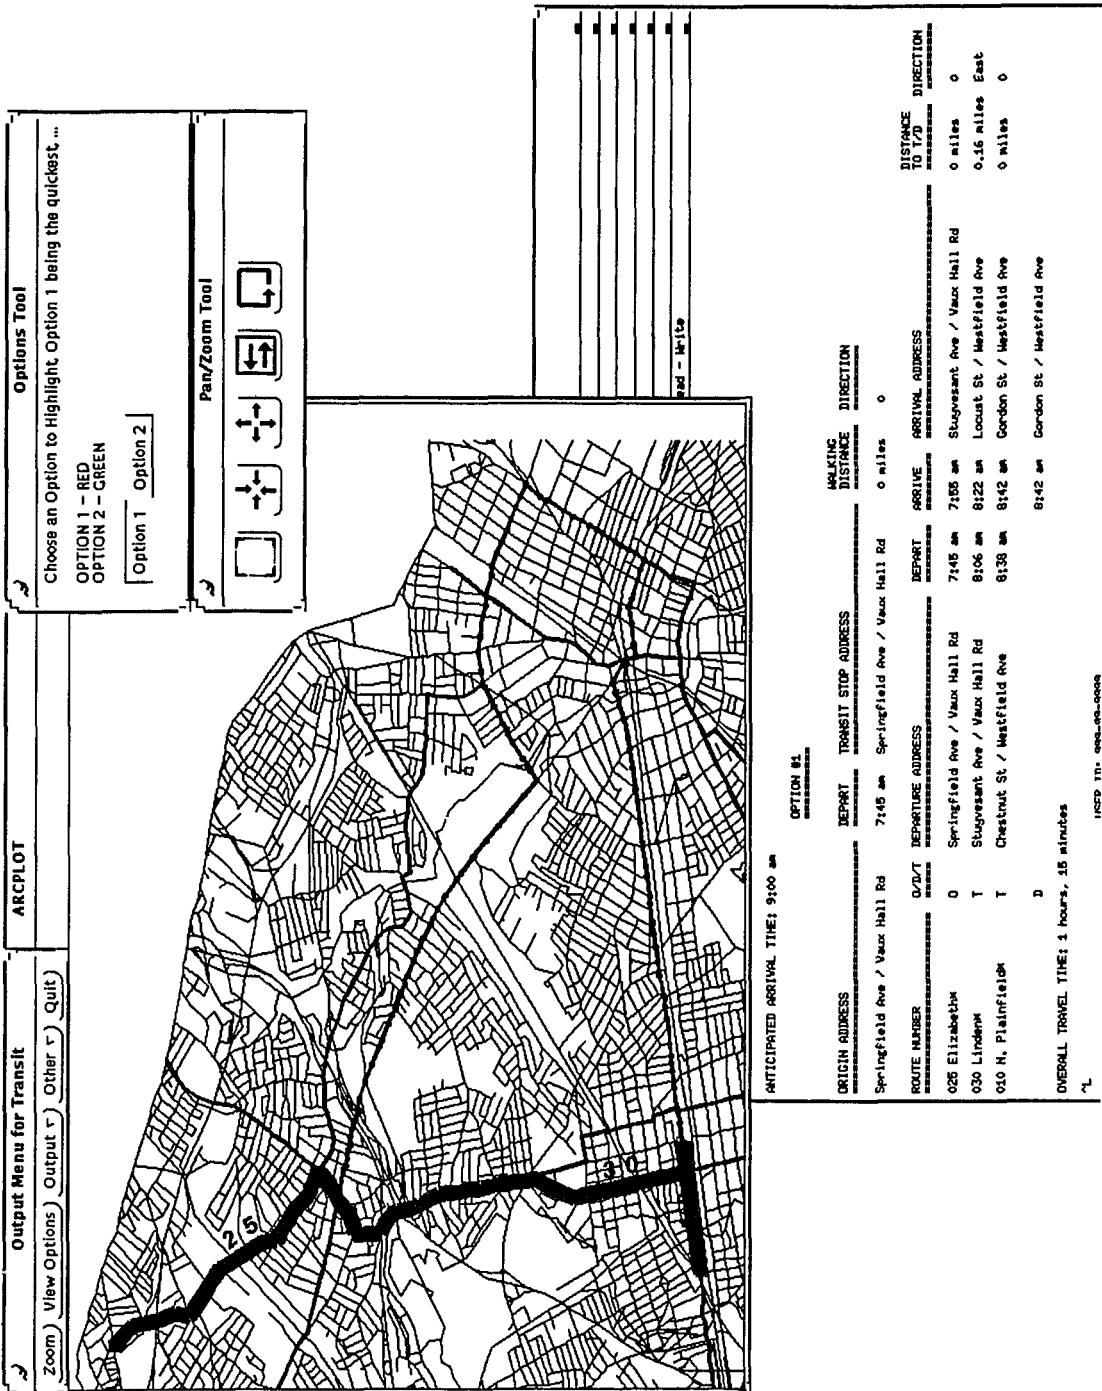 Output Menu for Transit
Zoom) View Options) Output Other Quit)
ARCPLOT
Options Tool
Choose an Option to Highlight, Option 1 being the quickest, ...
OPTION 1 – RED
OPTION 2 – GREEN
Option 1 Option 2
Pan/Zoom Tool
25
30
ead - Write
ANTICIPATED ARRIVAL TIME: 9:00 am
OPTION #1
ORIGIN ADDRESS DEPART TRANSIT STOP ADDRESS WALKING DISTANCE DIRECTION
Springfield Ave / Vaux Hall Rd 7:45 am Springfield Ave / Vaux Hall Rd 0 miles 0
ROUTE NUMBER O/D/T DEPARTURE ADDRESS DEPART ARRIVE ARRIVAL ADDRESS DISTANCE TO T/D DIRECTION
025 Elizabeth* O Springfield Ave / Vaux Hall Rd 7:45 am 7:55 am Stuyvesant Ave / Vaux Hall Rd 0 miles 0
030 Linden* T Stuyvesant Ave / Vaux Hall Rd 8:06 am 8:22 am Locust St / Westfield Ave 0.16 miles East
010 N. Plainfield* T Chestnut St / Westfield Ave 8:38 am 8:42 am Gordon St / Westfield Ave 0 miles 0
D 8:42 am Gordon St / Westfield Ave
OVERALL TRAVEL TIME: 1 hours, 15 minutes
^L
USER ID: 999-99-9999